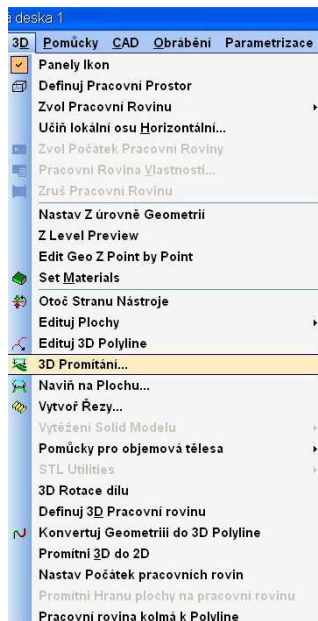 á deska 1
3D Pomůcky CAD Obrábění Parametrizace
Panely Ikon
Definuj Pracovní Prostor
Zvol Pracovní Rovinu
Učiň lokální osu Horizontální...
Zvol Počátek Pracovní Roviny
Pracovní Rovina Vlastnosti...
Zruš Pracovní Rovinu
Nastav Z úrovně Geometrií
Z Level Preview
Edit Geo Z Point by Point
Set Materials
Otoč Stranu Nástroje
Edituj Plochy
Edituj 3D Polyline
3D Promítání...
Naviň na Plochu...
Vytvoř Řezy...
Vytěžení Solid Modelu
Pomůcky pro objemová tělesa
STL Utilities
3D Rotace dílu
Definuj 3D Pracovní rovinu
Konvertuj Geometriii do 3D Polyline
Promítni 3D do 2D
Nastav Počátek pracovních rovin
Promítni Hranu plochy na pracovní rovinu
Pracovní rovina kolmá k Polyline